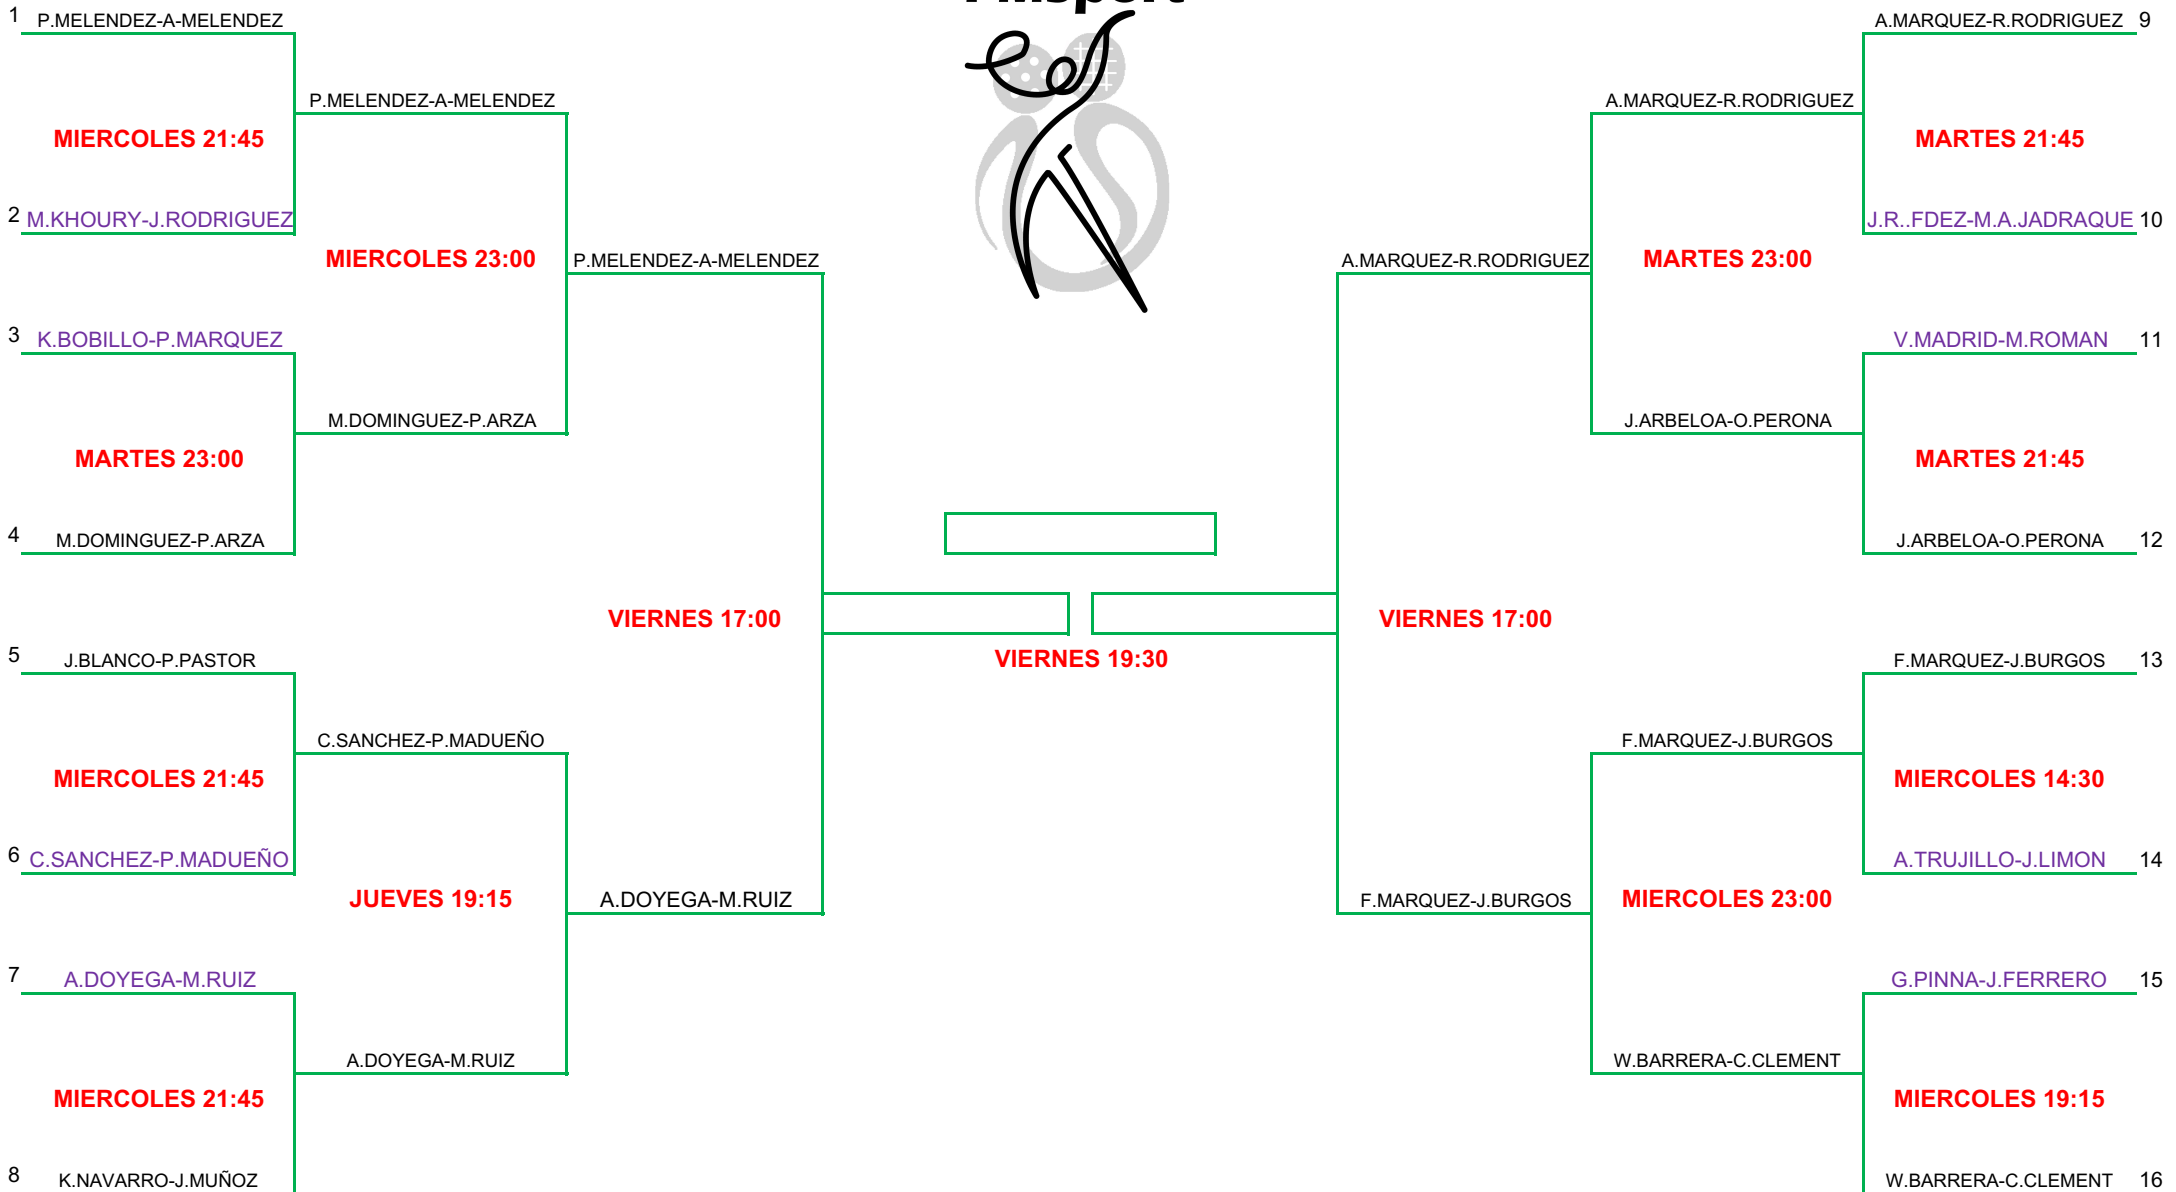 1 P.MELENDEZ-A-MELENDEZ
A.MARQUEZ-R.RODRIGUEZ 9
P.MELENDEZ-A-MELENDEZ
A.MARQUEZ-R.RODRIGUEZ
MIERCOLES 21:45
MARTES 21:45
2 M.KHOURY-J.RODRIGUEZ
J.R..FDEZ-M.A.JADRAQUE 10
MIERCOLES 23:00
P.MELENDEZ-A-MELENDEZ
A.MARQUEZ-R.RODRIGUEZ
MARTES 23:00
3 K.BOBILLO-P.MARQUEZ
V.MADRID-M.ROMAN 11
M.DOMINGUEZ-P.ARZA
J.ARBELOA-O.PERONA
MARTES 23:00
MARTES 21:45
4 M.DOMINGUEZ-P.ARZA
J.ARBELOA-O.PERONA 12
VIERNES 17:00
VIERNES 17:00
VIERNES 19:30
5 J.BLANCO-P.PASTOR
F.MARQUEZ-J.BURGOS 13
C.SANCHEZ-P.MADUEÑO
F.MARQUEZ-J.BURGOS
MIERCOLES 21:45
MIERCOLES 14:30
6 C.SANCHEZ-P.MADUEÑO
A.TRUJILLO-J.LIMON 14
JUEVES 19:15
A.DOYEGA-M.RUIZ
F.MARQUEZ-J.BURGOS
MIERCOLES 23:00
7 A.DOYEGA-M.RUIZ
G.PINNA-J.FERRERO 15
A.DOYEGA-M.RUIZ
W.BARRERA-C.CLEMENT
MIERCOLES 21:45
MIERCOLES 19:15
8 K.NAVARRO-J.MUÑOZ
W.BARRERA-C.CLEMENT 16